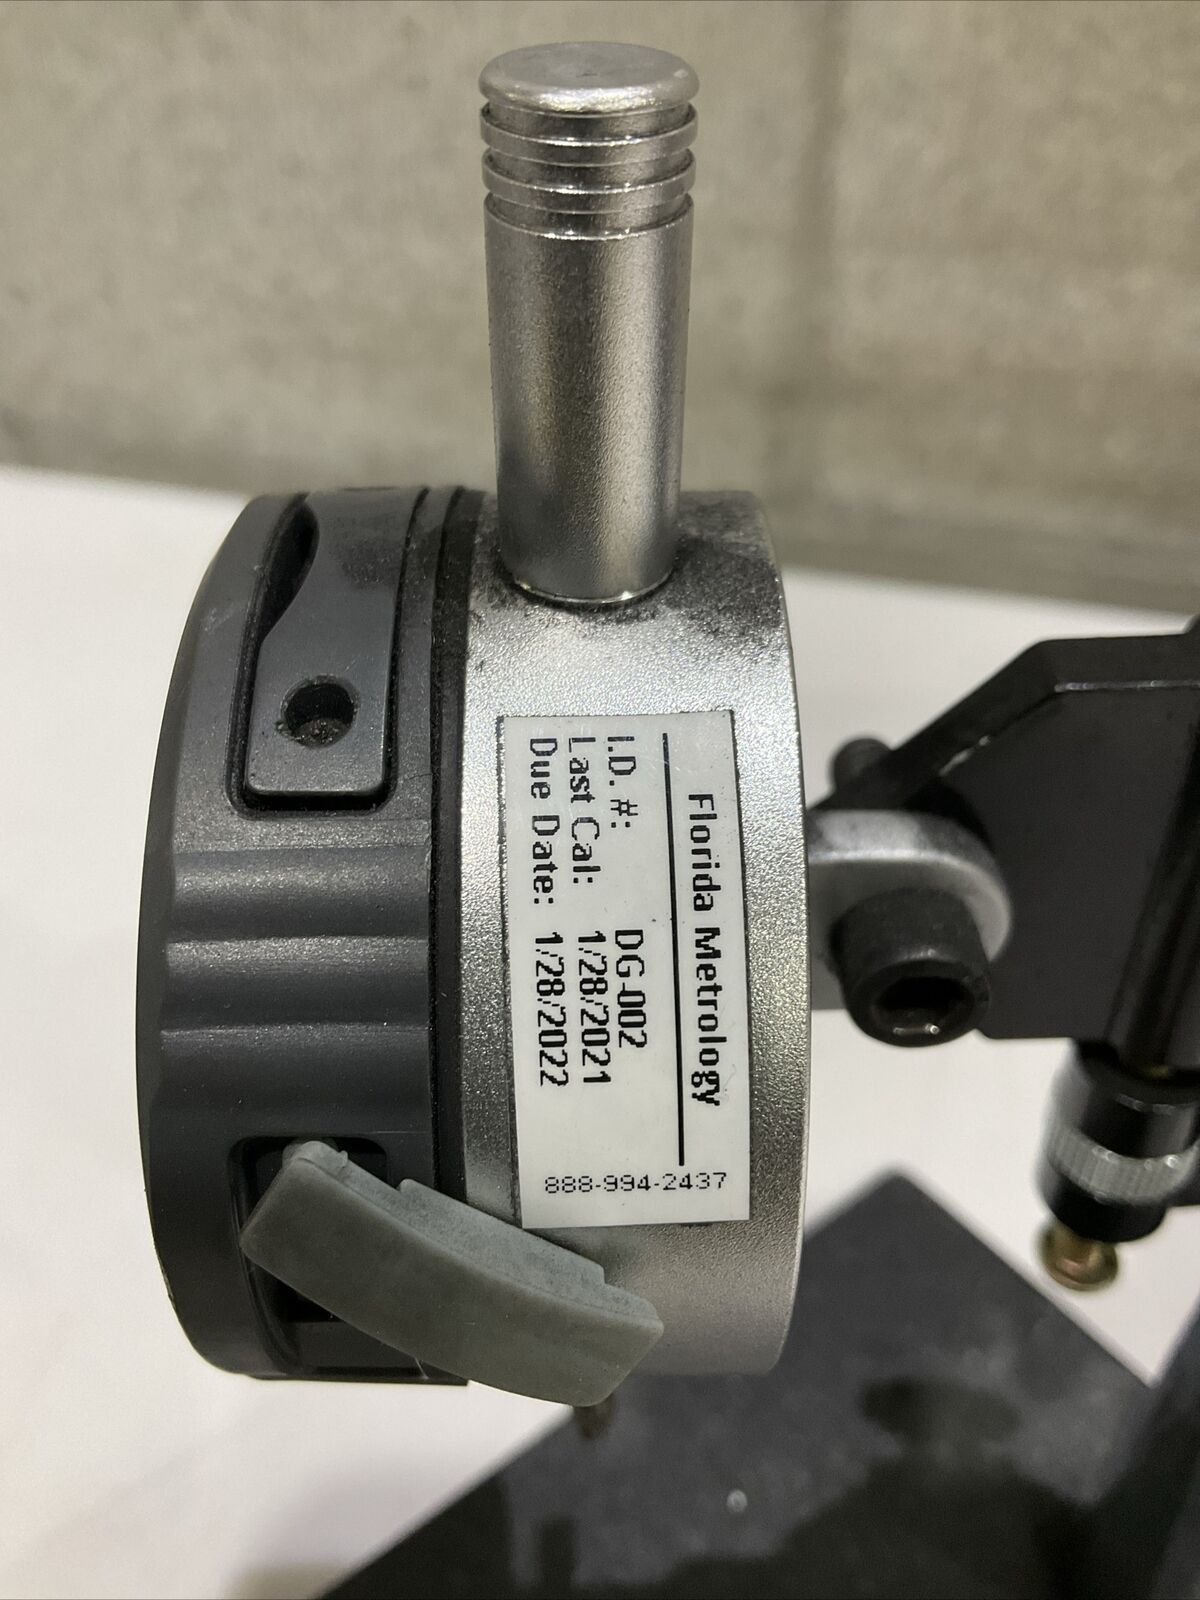 Florida Metrology
I.D. #: DG-002
Last Cal: 1/28/2021
Due Date: 1/28/2022
888-994-2437